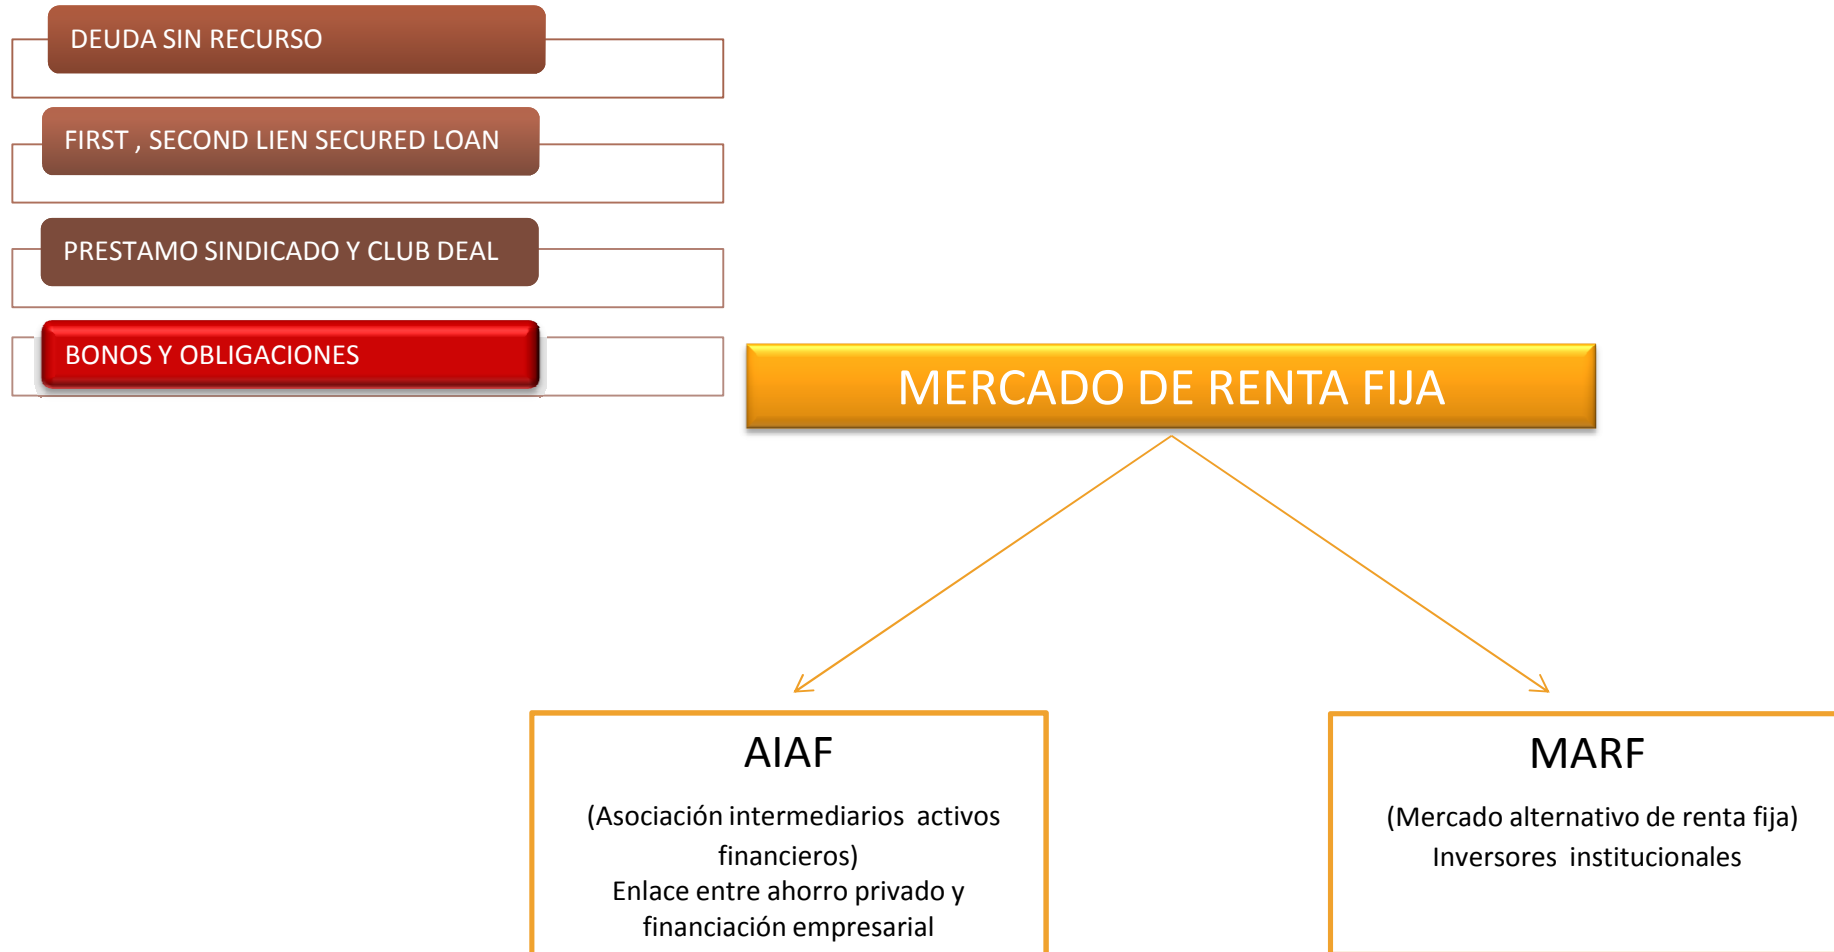 DEUDA SIN RECURSO
FIRST , SECOND LIEN SECURED LOAN
PRESTAMO SINDICADO Y CLUB DEAL
BONOS Y OBLIGACIONES
MERCADO DE RENTA FIJA
AIAF
(Asociación intermediarios activos
financieros)
Enlace entre ahorro privado y
financiación empresarial
MARF
(Mercado alternativo de renta fija)
Inversores institucionales